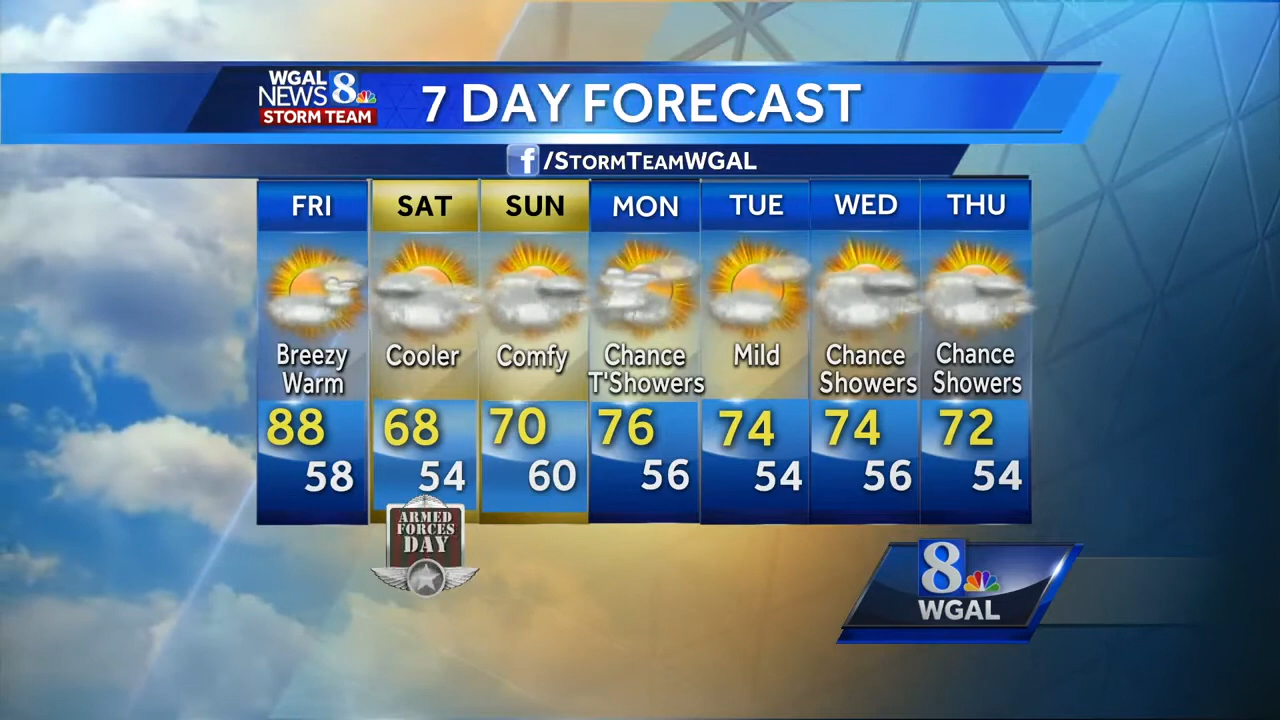 WGAL
NEWS 8
STORM TEAM
7 DAY FORECAST
f /STORMTEAMWGAL
FRI SAT SUN MON TUE WED THU
Breezy Warm
Cooler
Comfy
Chance T'Showers
Mild
Chance Showers
Chance Showers
88 68 70 76 74 74 72
58 54 60 56 54 56 54
ARMED
FORCES
DAY
8
WGAL